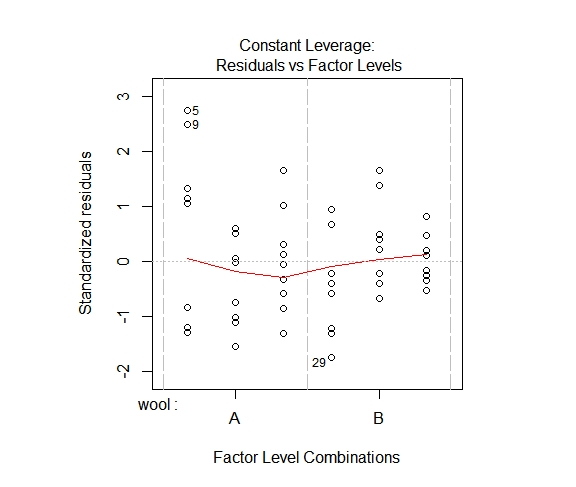 Constant Leverage:
Residuals vs Factor Levels
Standardized residuals
3
2
1
0
-1
-2
5
9
29
wool :
A
B
Factor Level Combinations